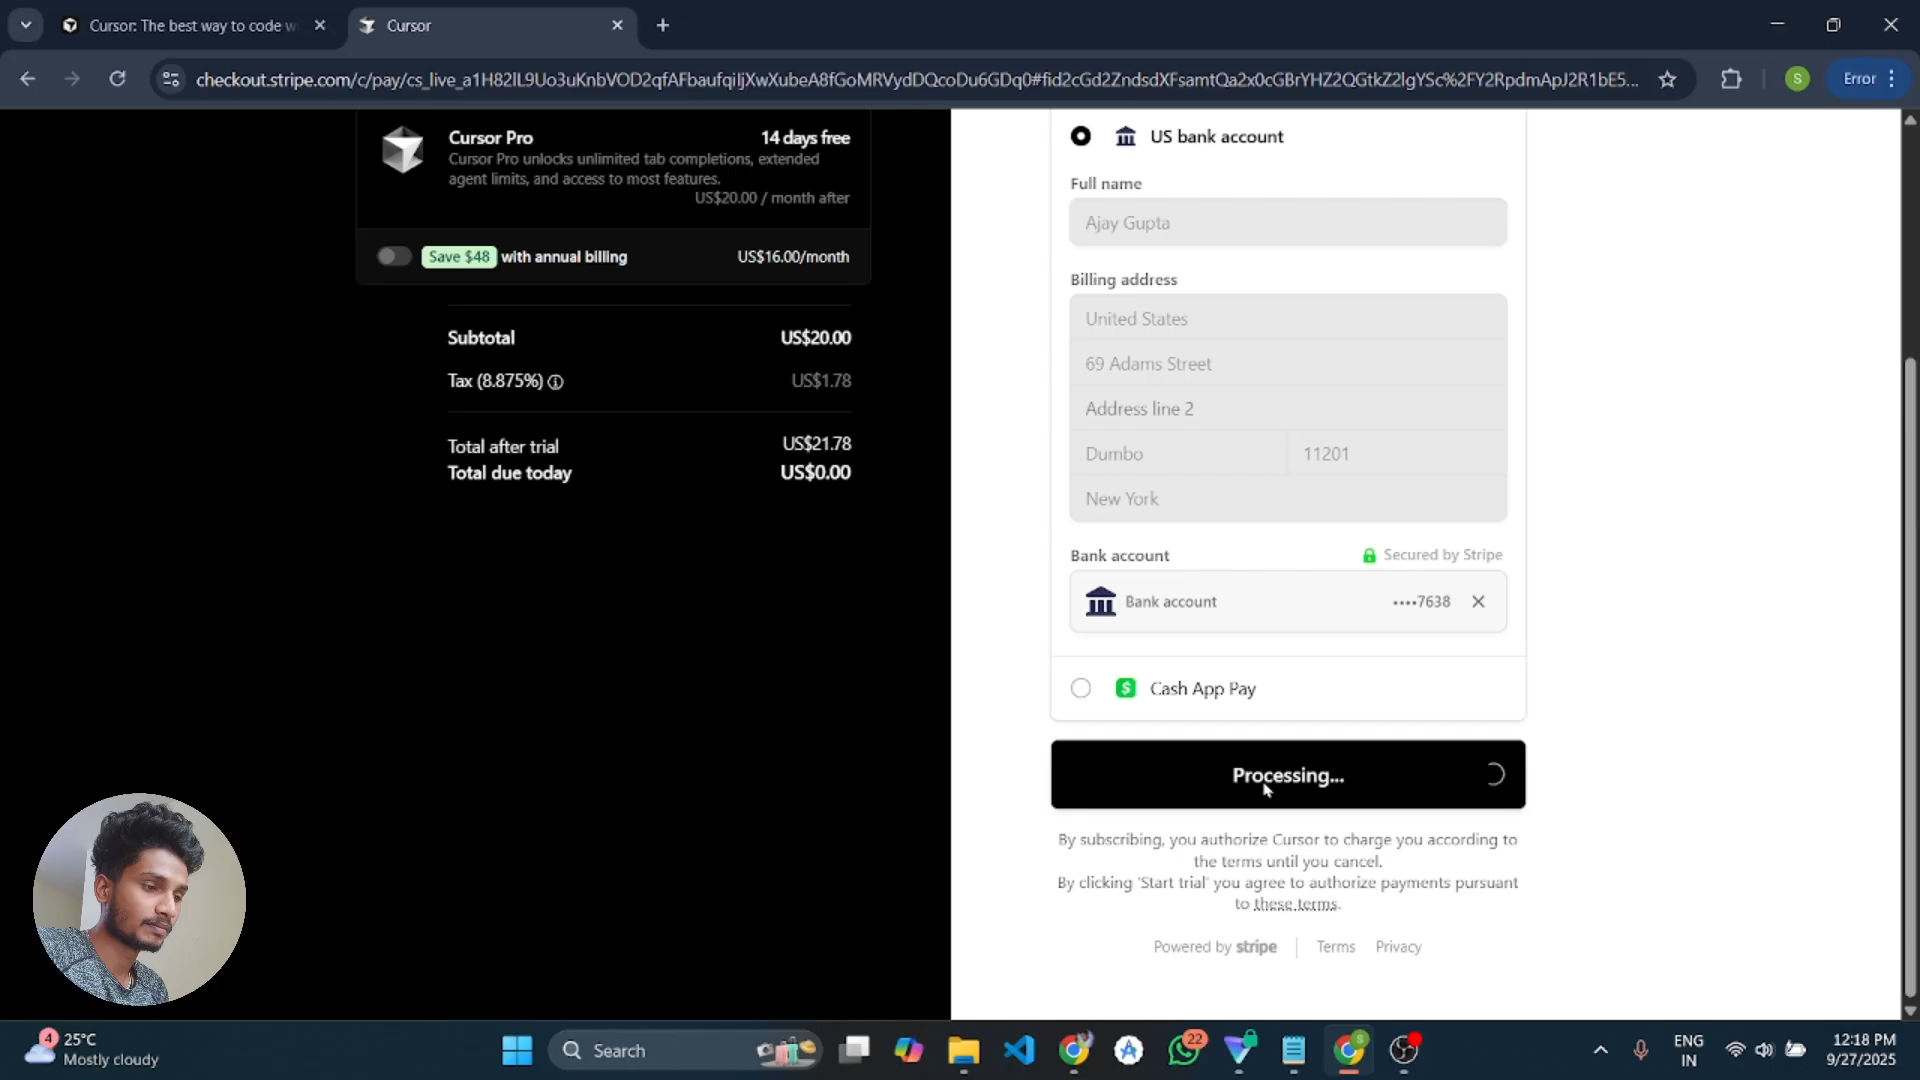 Cursor: The best way to code w
Cursor
checkout.stripe.com/c/pay/
Error
S
Cursor Pro
14 days free
Cursor Pro unlocks unlimited tab completions, extended
agent limits, and access to most features.
US$20.00 / month after
Save $48 with annual billing
US$16.00/month
Subtotal
US$20.00
Tax (8.875%)
US$1.78
Total after trial
US$21.78
Total due today
US$0.00
US bank account
Full name
Ajay Gupta
Billing address
United States
69 Adams Street
Address line 2
Dumbo
11201
New York
Bank account
Secured by Stripe
Bank account
••••7638
Cash App Pay
Processing...
By subscribing, you authorize Cursor to charge you according to
the terms until you cancel.
By clicking 'Start trial' you agree to authorize payments pursuant
to these terms.
Powered by stripe
Terms
Privacy
4
25°C
Mostly cloudy
Search
22
ENG
IN
12:18 PM
9/27/2025